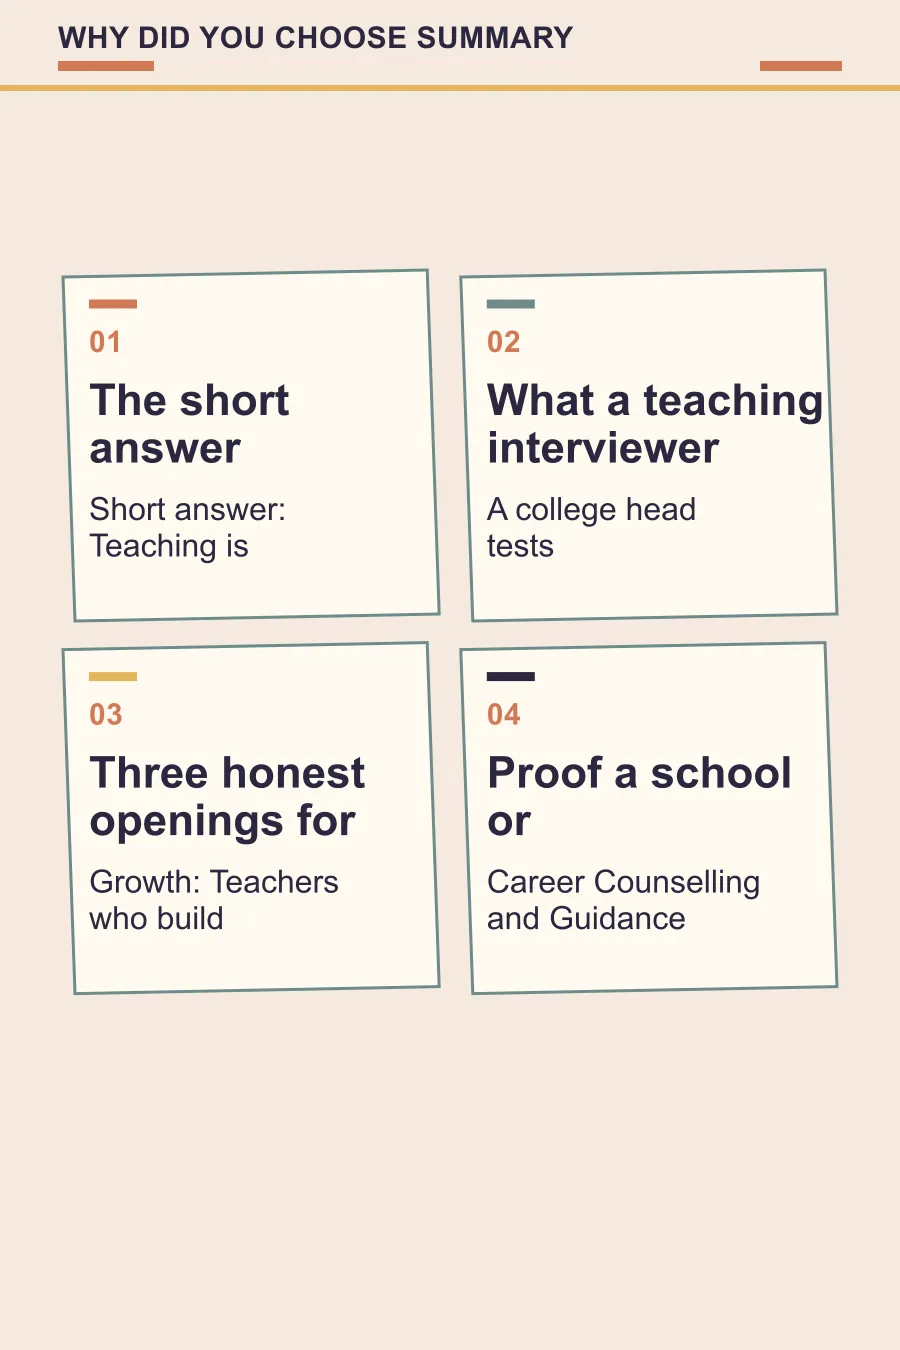 WHY DID YOU CHOOSE SUMMARY
01
The short
answer
Short answer:
Teaching is
02
What a teaching
interviewer
A college head
tests
03
Three honest
openings for
Growth: Teachers
who build
04
Proof a school
or
Career Counselling
and Guidance